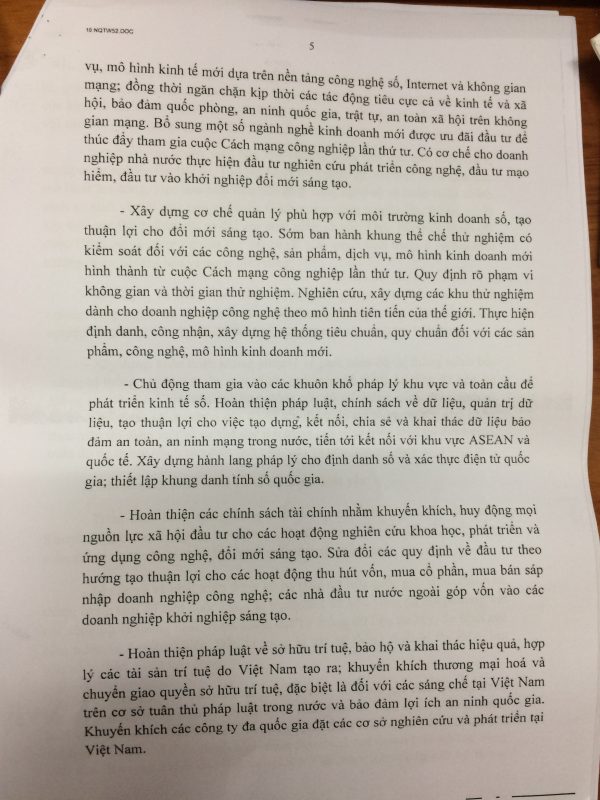 10 NQTW52.DOC
5
vụ, mô hình kinh tế mới dựa trên nền tảng công nghệ số, Internet và không gian
mạng; đồng thời ngăn chặn kịp thời các tác động tiêu cực cả về kinh tế và xã
hội, bảo đảm quốc phòng, an ninh quốc gia, trật tự, an toàn xã hội trên không
gian mạng. Bổ sung một số ngành nghề kinh doanh mới được ưu đãi đầu tư để
thúc đẩy tham gia cuộc Cách mạng công nghiệp lần thứ tư. Có cơ chế cho doanh
nghiệp nhà nước thực hiện đầu tư nghiên cứu phát triển công nghệ, đầu tư mạo
hiểm, đầu tư vào khởi nghiệp đổi mới sáng tạo.
- Xây dựng cơ chế quản lý phù hợp với môi trường kinh doanh số, tạo
thuận lợi cho đổi mới sáng tạo. Sớm ban hành khung thể chế thử nghiệm có
kiểm soát đối với các công nghệ, sản phẩm, dịch vụ, mô hình kinh doanh mới
hình thành từ cuộc Cách mạng công nghiệp lần thứ tư. Quy định rõ phạm vi
không gian và thời gian thử nghiệm. Nghiên cứu, xây dựng các khu thử nghiệm
dành cho doanh nghiệp công nghệ theo mô hình tiên tiến của thế giới. Thực hiện
định danh, công nhận, xây dựng hệ thống tiêu chuẩn, quy chuẩn đối với các sản
phẩm, công nghệ, mô hình kinh doanh mới.
- Chủ động tham gia vào các khuôn khổ pháp lý khu vực và toàn cầu để
phát triển kinh tế số. Hoàn thiện pháp luật, chính sách về dữ liệu, quản trị dữ
liệu, tạo thuận lợi cho việc tạo dựng, kết nối, chia sẻ và khai thác dữ liệu bảo
đảm an toàn, an ninh mạng trong nước, tiến tới kết nối với khu vực ASEAN và
quốc tế. Xây dựng hành lang pháp lý cho định danh số và xác thực điện tử quốc
gia; thiết lập khung danh tính số quốc gia.
- Hoàn thiện các chính sách tài chính nhằm khuyến khích, huy động mọi
nguồn lực xã hội đầu tư cho các hoạt động nghiên cứu khoa học, phát triển và
ứng dụng công nghệ, đổi mới sáng tạo. Sửa đổi các quy định về đầu tư theo
hướng tạo thuận lợi cho các hoạt động thu hút vốn, mua cổ phần, mua bán sáp
nhập doanh nghiệp công nghệ; các nhà đầu tư nước ngoài góp vốn vào các
doanh nghiệp khởi nghiệp sáng tạo.
- Hoàn thiện pháp luật về sở hữu trí tuệ, bảo hộ và khai thác hiệu quả, hợp
lý các tài sản trí tuệ do Việt Nam tạo ra; khuyến khích thương mại hoá và
chuyển giao quyền sở hữu trí tuệ, đặc biệt là đối với các sáng chế tại Việt Nam
trên cơ sở tuân thủ pháp luật trong nước và bảo đảm lợi ích an ninh quốc gia.
Khuyến khích các công ty đa quốc gia đặt các cơ sở nghiên cứu và phát triển tại
Việt Nam.